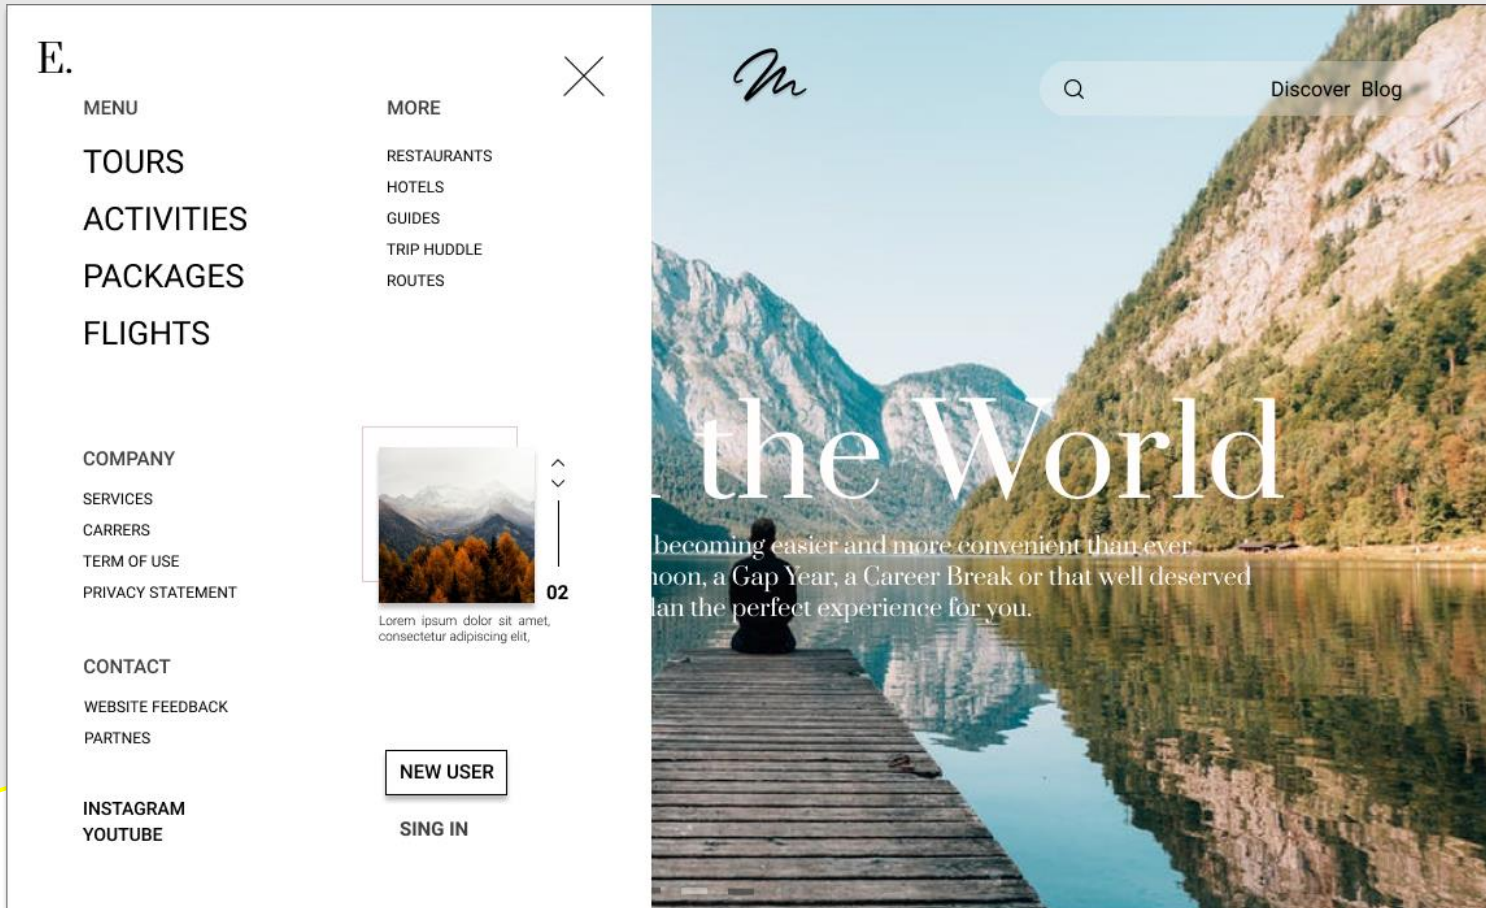 E.
MENU
TOURS
ACTIVITIES
PACKAGES
FLIGHTS
MORE
RESTAURANTS
HOTELS
GUIDES
TRIP HUDDLE
ROUTES
COMPANY
SERVICES
CARRERS
TERM OF USE
PRIVACY STATEMENT
02
Lorem ipsum dolor sit amet,
consectetur adipiscing elit,
CONTACT
WEBSITE FEEDBACK
PARTNES
INSTAGRAM
YOUTUBE
NEW USER
SING IN
m
Discover Blog
the World
becoming easier and more convenient than ever.
a Gap Year, a Career Break or that well deserved
the perfect experience for you.